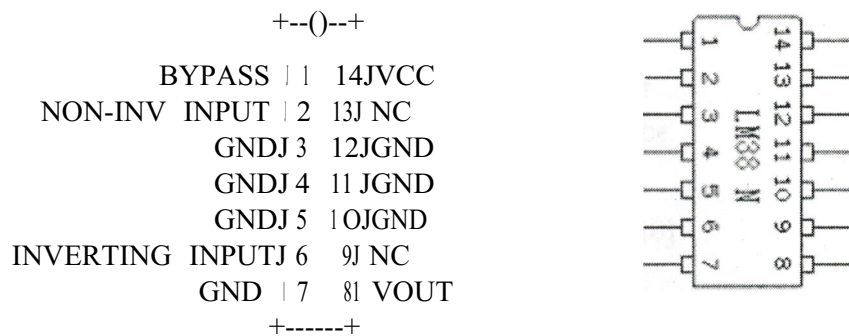 +--()--+
BYPASS | 1 14JVCC
NON-INV INPUT | 2 13J NC
GNDJ 3 12JGND
GNDJ 4 11 JGND
GNDJ 5 1OJGND
INVERTING INPUTJ 6 9J NC
GND | 7 81 VOUT
+------+
1 14
2 13
3 12
4 11
5 10
6 9
7 8
LM38 N